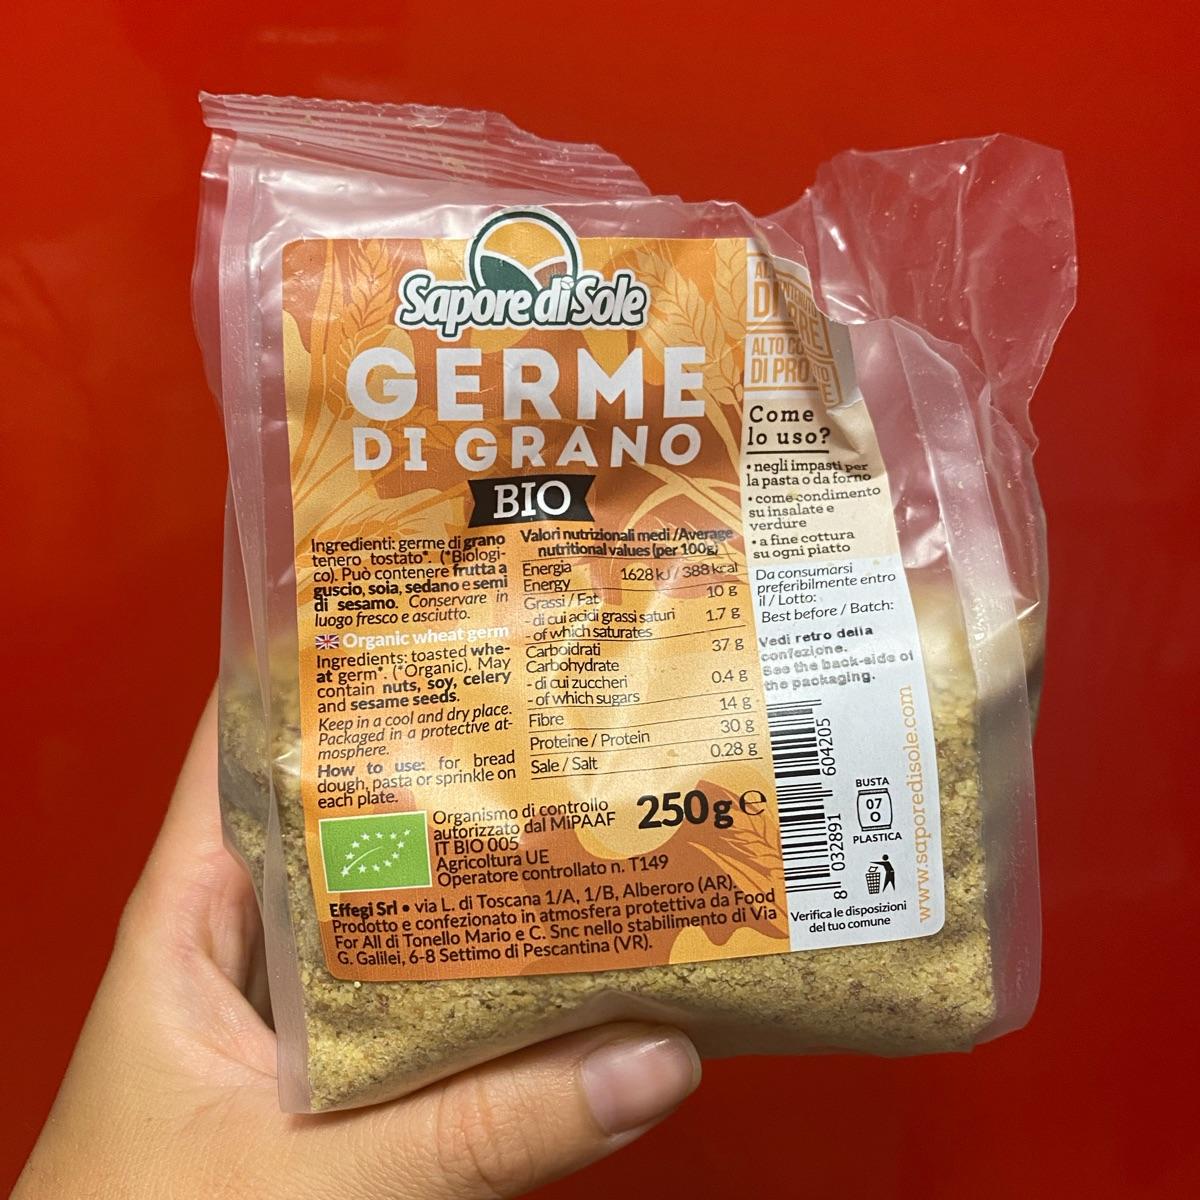 Sapore di Sole
GERME
DI GRANO
BIO
Ingredienti: germe di grano
tenero tostato*. (*Biologi-
co). Può contenere frutta a
guscio, soia, sedano e semi
di sesamo. Conservare in
luogo fresco e asciutto.
Organic wheat germ
Ingredients: toasted whe-
at germ*. (*Organic). May
contain nuts, soy, celery
and sesame seeds.
Keep in a cool and dry place.
Packaged in a protective at-
mosphere.
How to use: for bread
dough, pasta or sprinkle on
each plate.
Valori nutrizionali medi /Average
nutritional values (per 100g)
Energia
Energy 1628 kJ / 388 kcal
Grassi / Fat 10 g
- di cui acidi grassi saturi
- of which saturates 1.7 g
Carboidrati
Carbohydrate 37 g
- di cui zuccheri
- of which sugars 0.4 g
Fibre 14 g
Proteine / Protein 30 g
Sale / Salt 0.28 g
Organismo di controllo
autorizzato dal MiPAAF
IT BIO 005
Agricoltura UE
Operatore controllato n. T149
250 g e
Effegi Srl • via L. di Toscana 1/A, 1/B, Alberoro (AR).
Prodotto e confezionato in atmosfera protettiva da Food
For All di Tonello Mario e C. Snc nello stabilimento di Via
G. Galilei, 6-8 Settimo di Pescantina (VR).
ALTO
DI
DI
Come
lo uso?
• negli impasti per
la pasta o da forno
• come condimento
su insalate e
verdure
• a fine cottura
su ogni piatto
Da consumarsi
preferibilmente entro
il / Lotto:
Best before / Batch:
Vedi retro della
confezione.
See the back-side of
the packaging.
8 032891 604205
BUSTA
07
O
PLASTICA
Verifica le disposizioni
del tuo comune
www.saporedisole.com